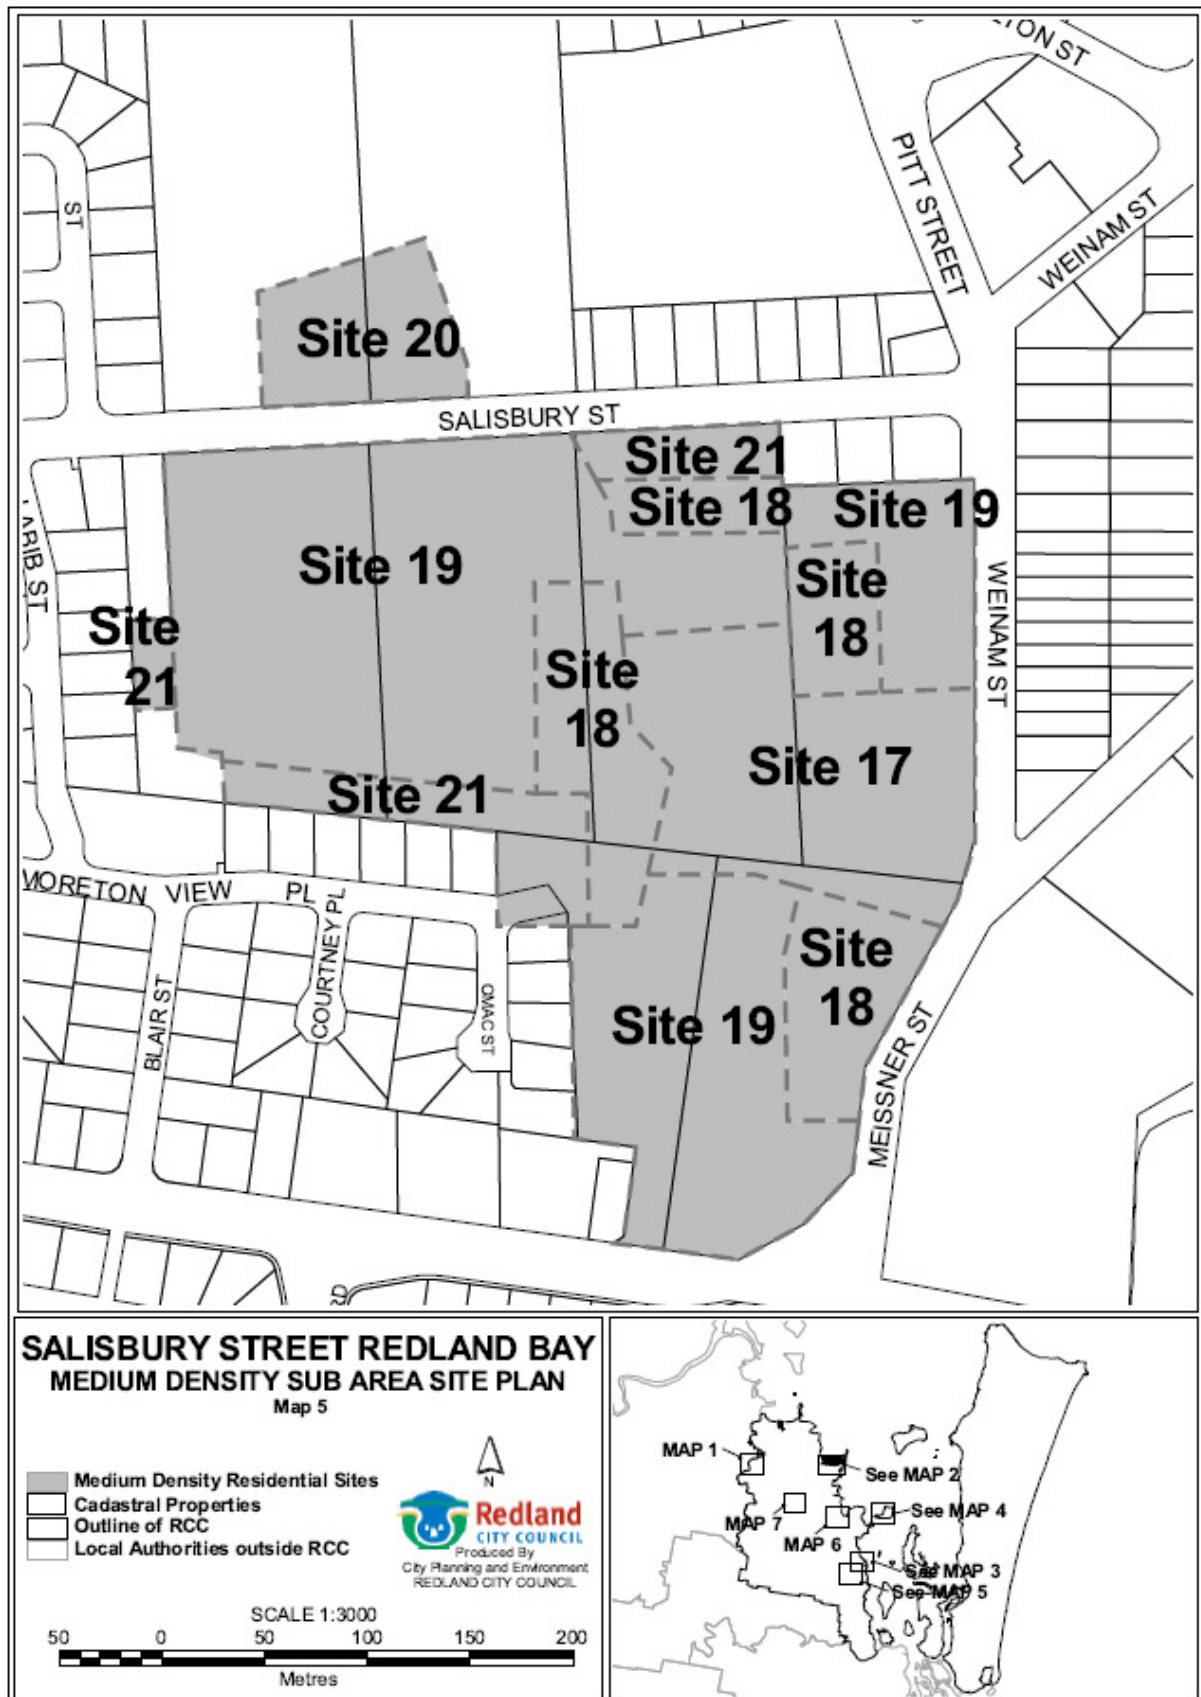 TON ST
PITT STREET
WEINAM ST
ST
Site 20
SALISBURY ST
Site 21
Site 18
Site 19
Site 19
Site
18
WEINAM ST
Site
21
Site
18
Site 17
Site 21
MORETON VIEW PL
COURTNEY PL
BLAIR ST
Site
18
Site 19
MEISSNER ST
SALISBURY STREET REDLAND BAY
MEDIUM DENSITY SUB AREA SITE PLAN
Map 5
N
Medium Density Residential Sites
Cadastral Properties
Outline of RCC
Local Authorities outside RCC
Redland
CITY COUNCIL
Produced By
City Planning and Environment
REDLAND CITY COUNCIL
SCALE 1:3000
50 0 50 100 150 200
Metres
MAP 1
See MAP 2
MAP 7
See MAP 4
MAP 6
See MAP 3
See MAP 5